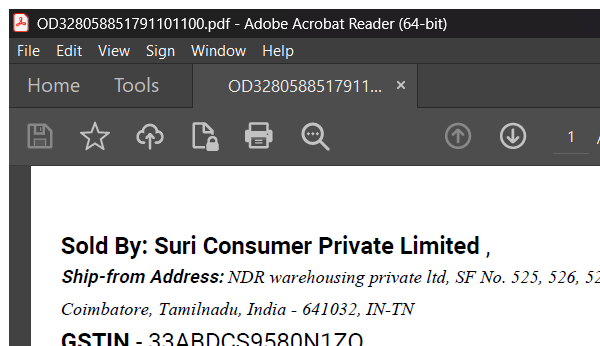 OD328058851791101100.pdf - Adobe Acrobat Reader (64-bit)
File Edit View Sign Window Help
Home Tools OD3280588517911... ×
1 /
Sold By: Suri Consumer Private Limited ,
Ship-from Address: NDR warehousing private ltd, SF No. 525, 526, 52
Coimbatore, Tamilnadu, India - 641032, IN-TN
GSTIN - 33ABDCS9580N1ZO